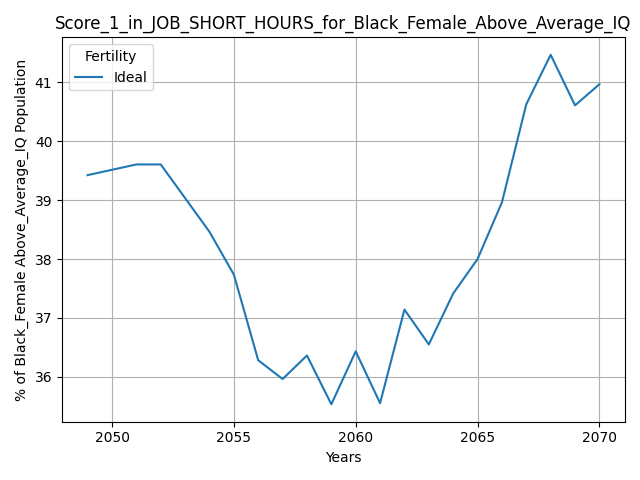 Score_1_in_JOB_SHORT_HOURS_for_Black_Female_Above_Average_IQ
% of Black_Female Above_Average_IQ Population
Fertility
Ideal
41
40
39
38
37
36
2050
2055
2060
2065
2070
Years